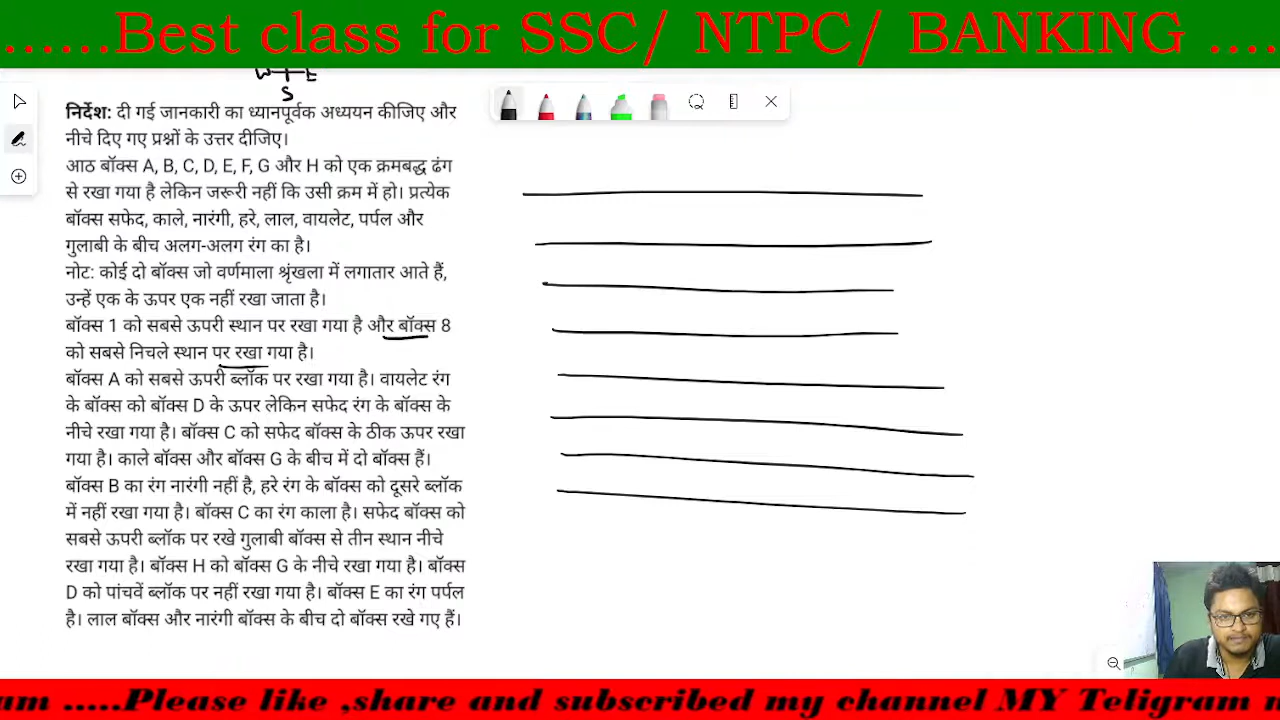 ......Best class for SSC/ NTPC/ BANKING ....
S
निर्देश: दी गई जानकारी का ध्यानपूर्वक अध्ययन कीजिए और
नीचे दिए गए प्रश्नों के उत्तर दीजिए।
आठ बॉक्स A, B, C, D, E, F, G और H को एक क्रमबद्ध ढंग
से रखा गया है लेकिन जरूरी नहीं कि उसी क्रम में हो। प्रत्येक
बॉक्स सफेद, काले, नारंगी, हरे, लाल, वायलेट, पर्पल और
गुलाबी के बीच अलग-अलग रंग का है।
नोट: कोई दो बॉक्स जो वर्णमाला श्रृंखला में लगातार आते हैं,
उन्हें एक के ऊपर एक नहीं रखा जाता है।
बॉक्स 1 को सबसे ऊपरी स्थान पर रखा गया है और बॉक्स 8
को सबसे निचले स्थान पर रखा गया है।
बॉक्स A को सबसे ऊपरी ब्लॉक पर रखा गया है। वायलेट रंग
के बॉक्स को बॉक्स D के ऊपर लेकिन सफेद रंग के बॉक्स के
नीचे रखा गया है। बॉक्स C को सफेद बॉक्स के ठीक ऊपर रखा
गया है। काले बॉक्स और बॉक्स G के बीच में दो बॉक्स हैं।
बॉक्स B का रंग नारंगी नहीं है, हरे रंग के बॉक्स को दूसरे ब्लॉक
में नहीं रखा गया है। बॉक्स C का रंग काला है। सफेद बॉक्स को
सबसे ऊपरी ब्लॉक पर रखे गुलाबी बॉक्स से तीन स्थान नीचे
रखा गया है। बॉक्स H को बॉक्स G के नीचे रखा गया है। बॉक्स
D को पांचवें ब्लॉक पर नहीं रखा गया है। बॉक्स E का रंग पर्पल
है। लाल बॉक्स और नारंगी बॉक्स के बीच दो बॉक्स रखे गए हैं।
am .....Please like ,share and subscribed my channel MY Teligram